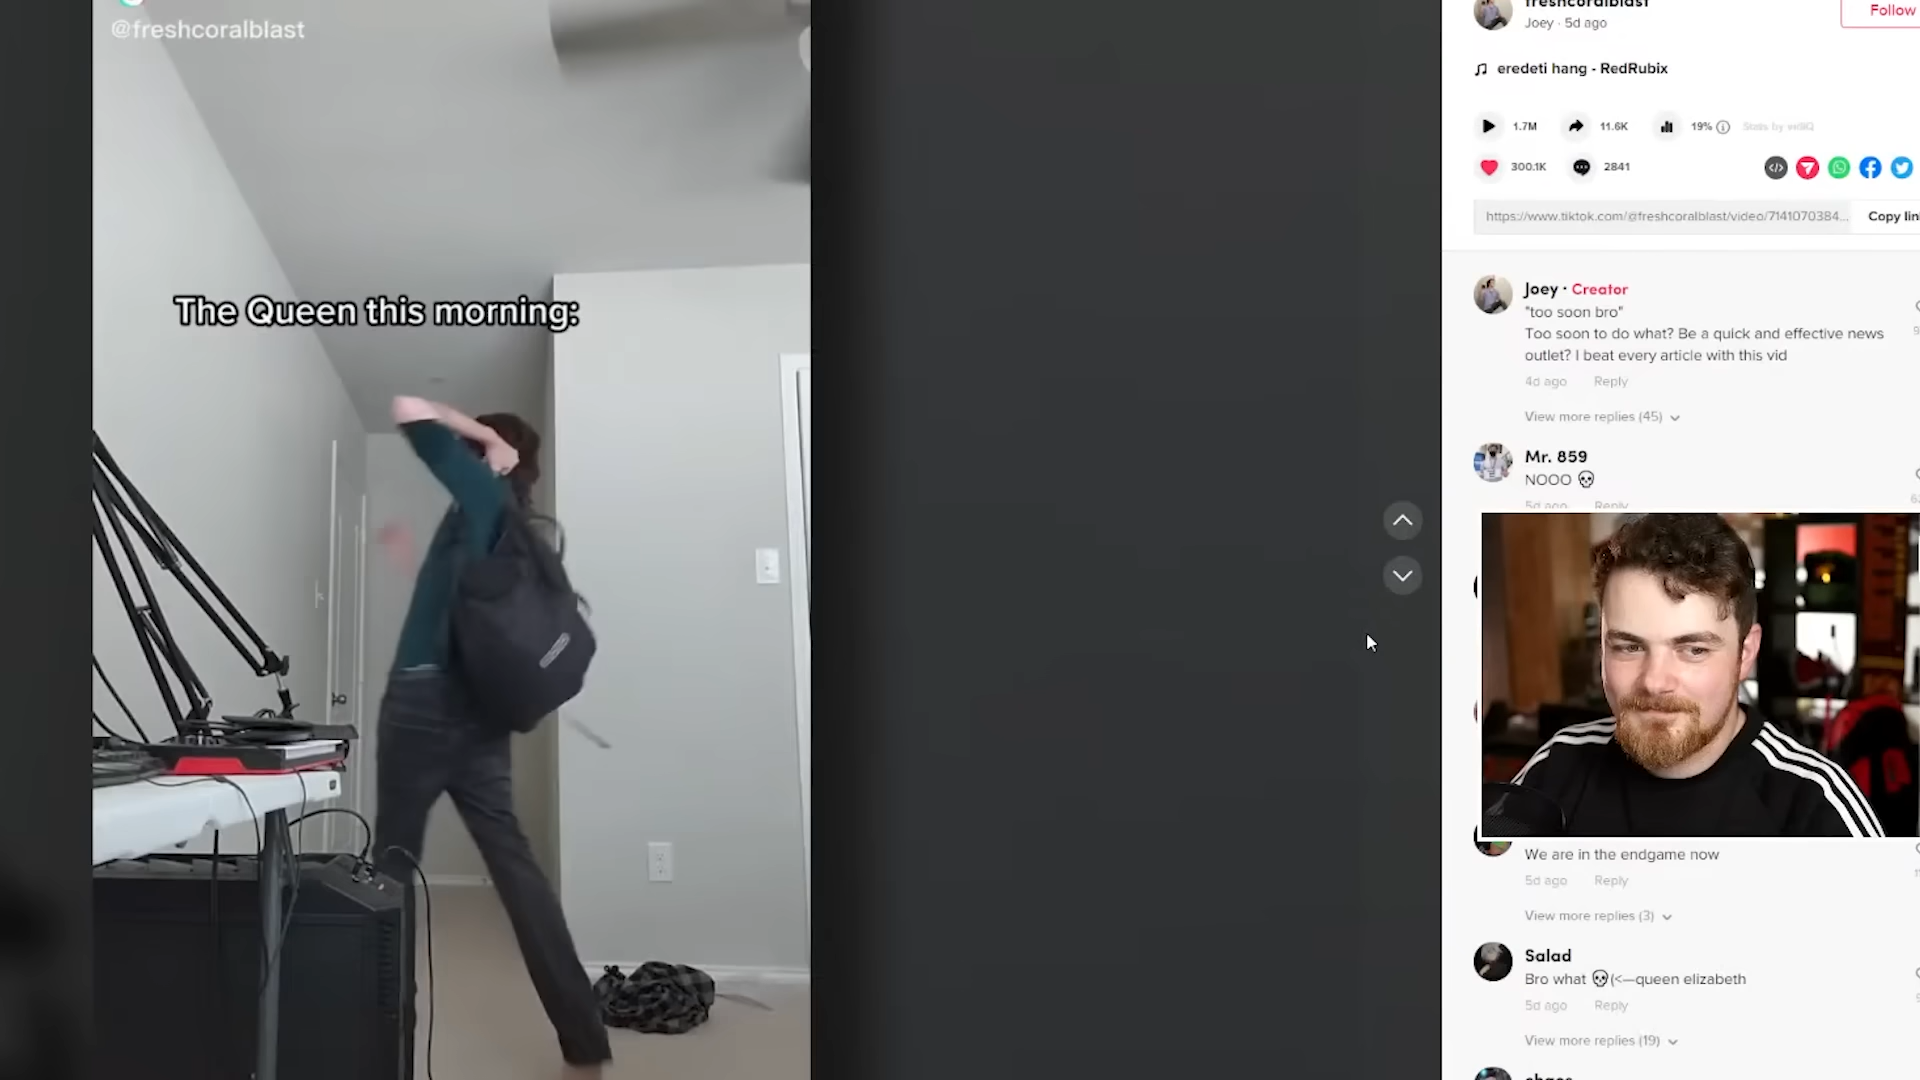 @freshcoralblast
The Queen this morning:
freshcoralblast
Follow
Joey · 5d ago
eredeti hang - RedRubix
1.7M
11.6K
19%
300.1K
2841
https://www.tiktok.com/@freshcoralblast/video/7141070384...
Copy lin
Joey · Creator
"too soon bro"
Too soon to do what? Be a quick and effective news
outlet? I beat every article with this vid
4d ago Reply
View more replies (45)
Mr. 859
NOOO 💀
5d ago Reply
We are in the endgame now
5d ago Reply
View more replies (3)
Salad
Bro what 💀(<—queen elizabeth
5d ago Reply
View more replies (19)